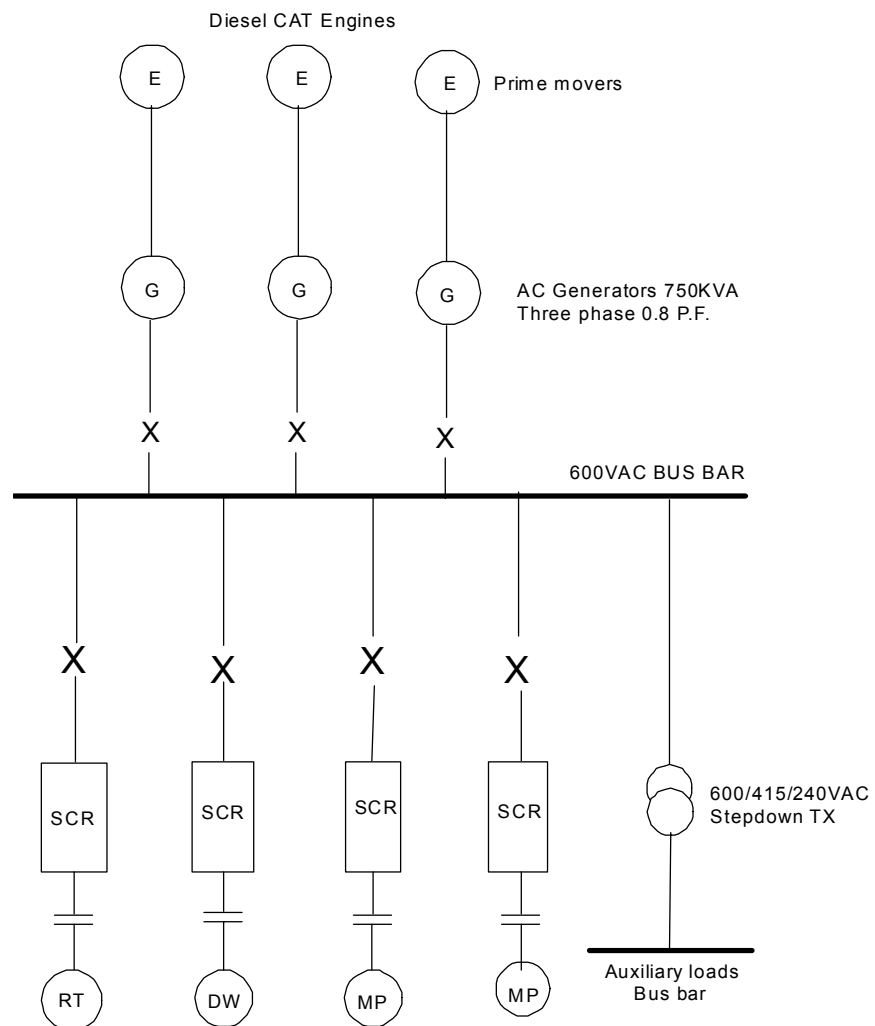 Diesel CAT Engines
E
E
E
Prime movers
G
G
G
AC Generators 750KVA
Three phase 0.8 P.F.
X
X
X
600VAC BUS BAR
X
X
X
X
SCR
SCR
SCR
SCR
600/415/240VAC
Stepdown TX
RT
DW
MP
MP
Auxiliary loads
Bus bar